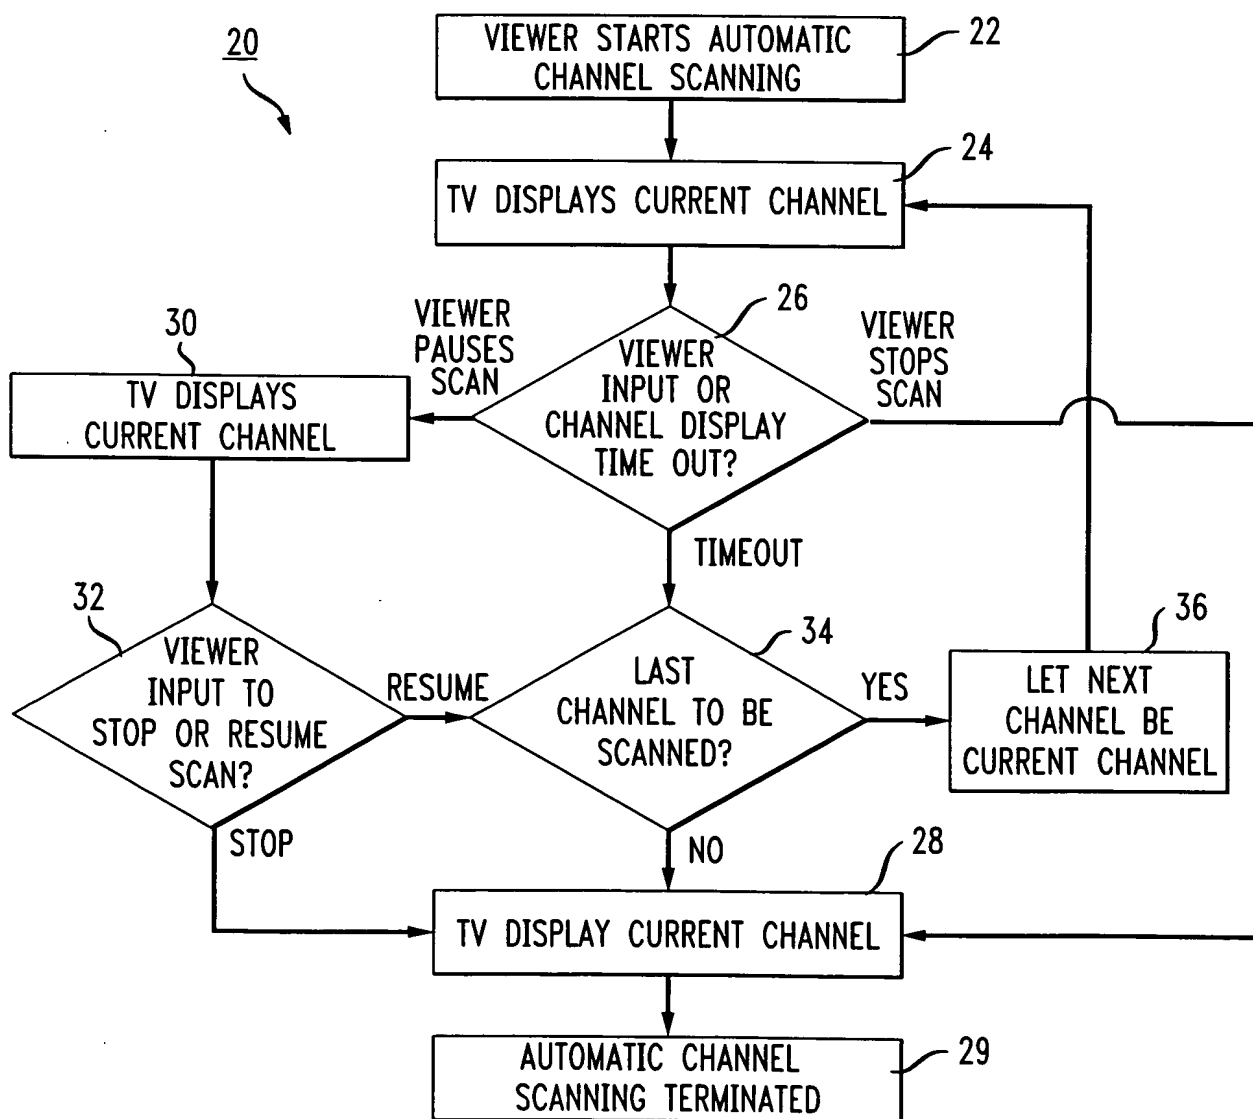 20
VIEWER STARTS AUTOMATIC
CHANNEL SCANNING
22
TV DISPLAYS CURRENT CHANNEL
24
VIEWER
INPUT OR
CHANNEL DISPLAY
TIME OUT?
26
VIEWER
PAUSES
SCAN
VIEWER
STOPS
SCAN
30
TV DISPLAYS
CURRENT CHANNEL
TIMEOUT
32
VIEWER
INPUT TO
STOP OR RESUME
SCAN?
RESUME
STOP
34
LAST
CHANNEL TO BE
SCANNED?
YES
NO
36
LET NEXT
CHANNEL BE
CURRENT CHANNEL
28
TV DISPLAY CURRENT CHANNEL
AUTOMATIC CHANNEL
SCANNING TERMINATED
29